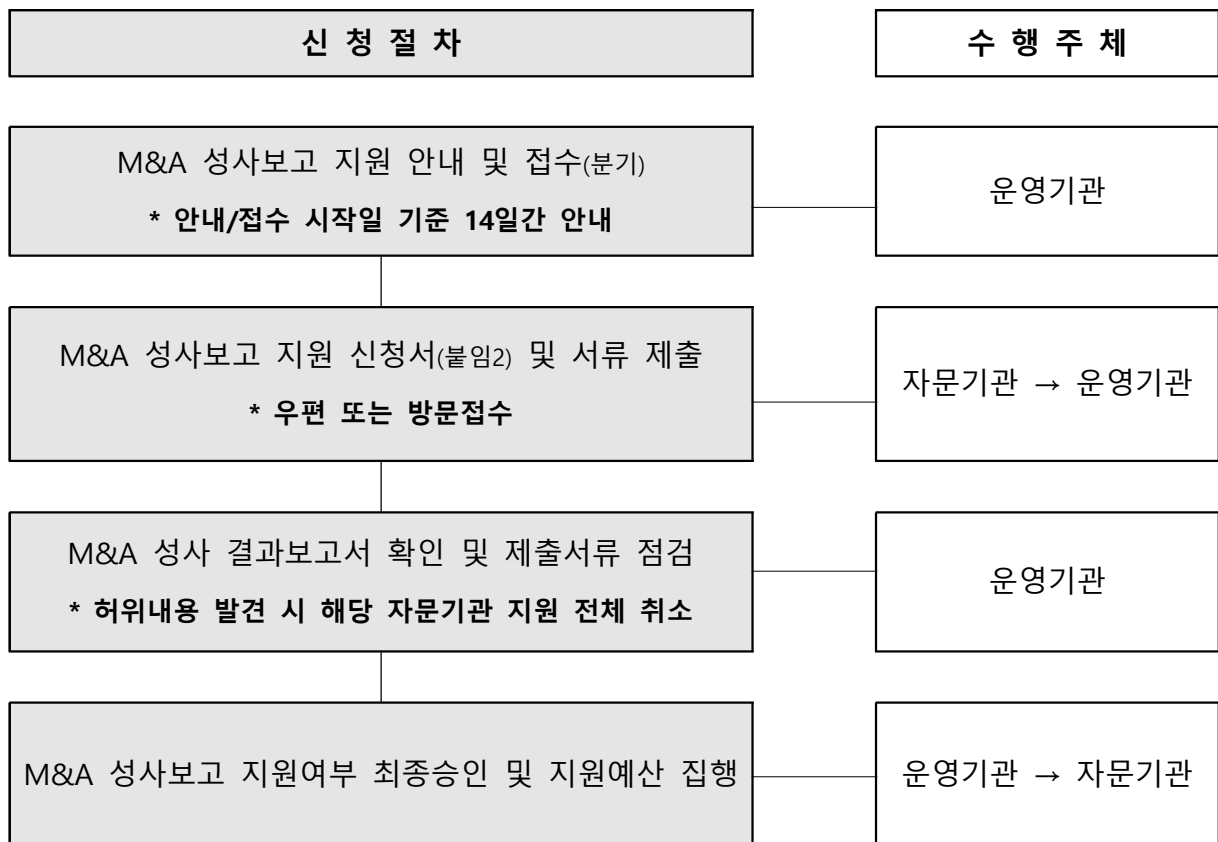 신 청 절 차
수 행 주 체
M&A 성사보고 지원 안내 및 접수(분기)
* 안내/접수 시작일 기준 14일간 안내
운영기관
M&A 성사보고 지원 신청서(붙임2) 및 서류 제출
* 우편 또는 방문접수
자문기관 → 운영기관
M&A 성사 결과보고서 확인 및 제출서류 점검
* 허위내용 발견 시 해당 자문기관 지원 전체 취소
운영기관
M&A 성사보고 지원여부 최종승인 및 지원예산 집행
운영기관 → 자문기관